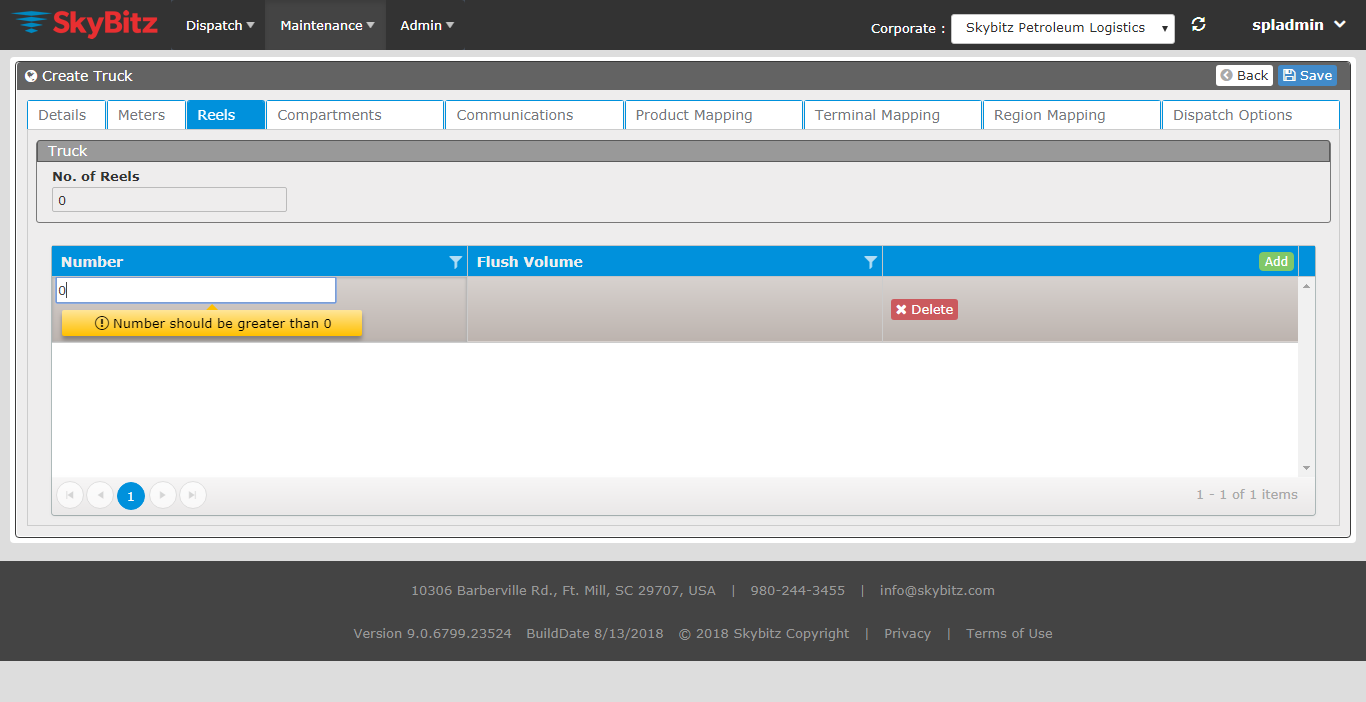 SkyBitz Dispatch Maintenance Admin Corporate : Skybitz Petroleum Logistics spladmin
Create Truck Back Save
Details Meters Reels Compartments Communications Product Mapping Terminal Mapping Region Mapping Dispatch Options
Truck
No. of Reels
0
Number Flush Volume Add
0
Number should be greater than 0
Delete
1 1 - 1 of 1 items
10306 Barberville Rd., Ft. Mill, SC 29707, USA | 980-244-3455 | info@skybitz.com
Version 9.0.6799.23524 BuildDate 8/13/2018 © 2018 Skybitz Copyright | Privacy | Terms of Use